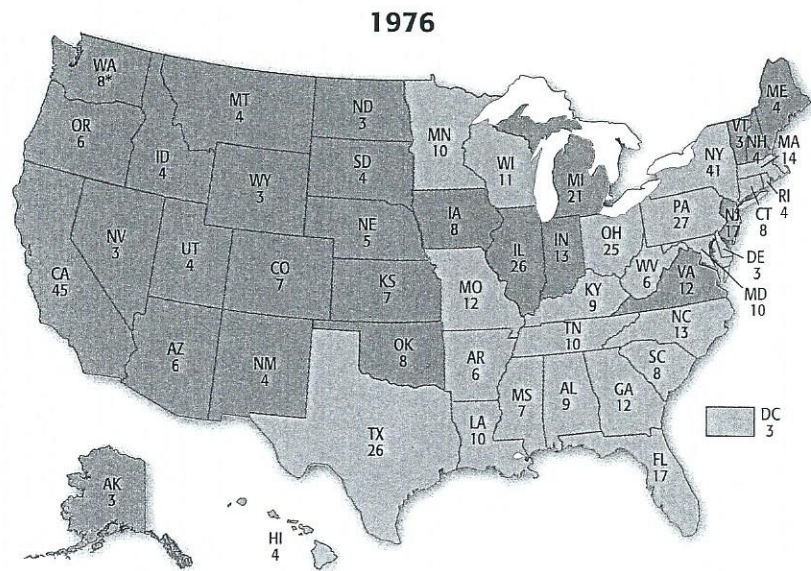 1976
WA
8*
MT
4
ND
3
MN
10
ME
4
VT
3
NH
4
MA
14
OR
6
ID
4
WY
3
SD
4
WI
11
MI
21
NY
41
RI
4
CT
8
NV
3
UT
4
CO
7
NE
5
IA
8
IL
26
IN
13
OH
25
PA
27
NJ
17
DE
3
MD
10
CA
45
KS
7
MO
12
KY
9
WV
6
VA
12
AZ
6
NM
4
OK
8
AR
6
TN
10
NC
13
SC
8
TX
26
LA
10
MS
7
AL
9
GA
12
FL
17
DC
3
AK
3
HI
4